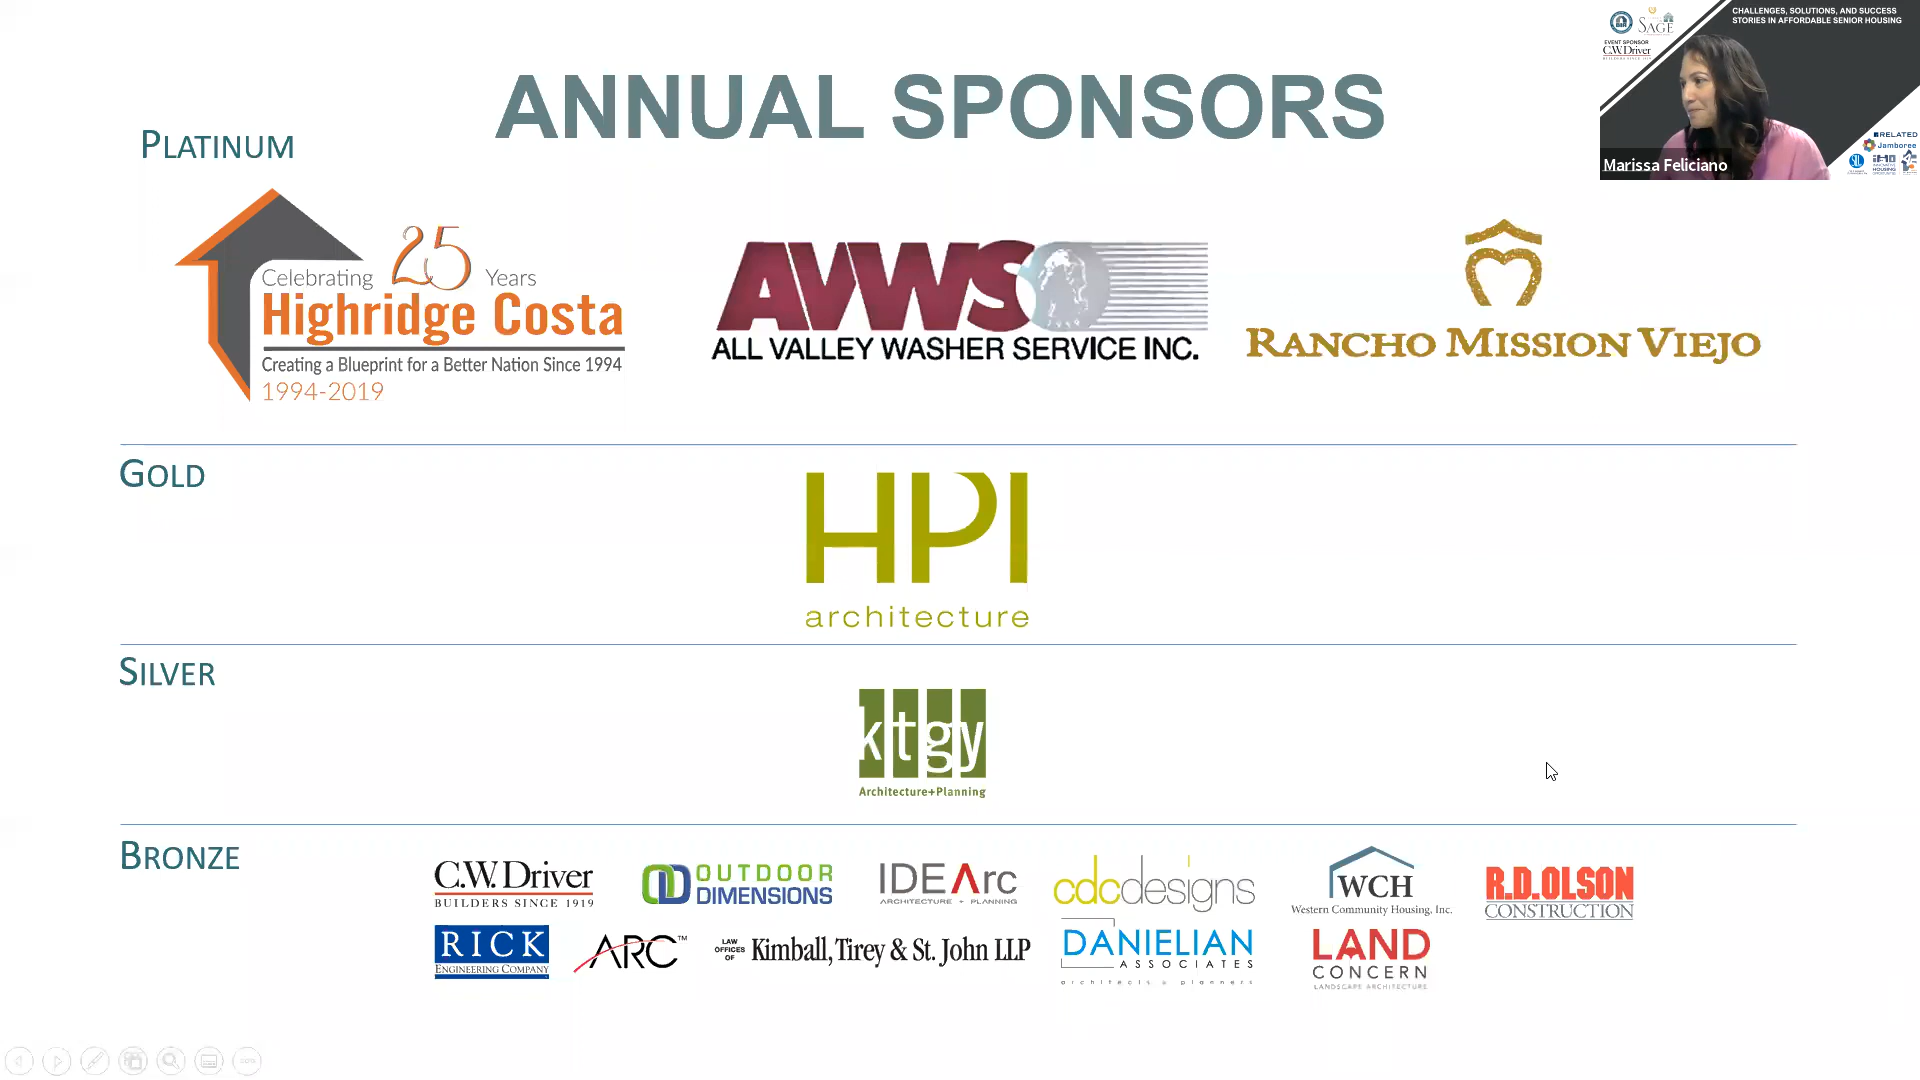 ANNUAL SPONSORS
PLATINUM
Celebrating 25 Years
Highridge Costa
Creating a Blueprint for a Better Nation Since 1994
1994-2019
AVWS
ALL VALLEY WASHER SERVICE INC.
RANCHO MISSION VIEJO
GOLD
HPI
architecture
SILVER
ktgy
Architecture+Planning
BRONZE
C.W. Driver
BUILDERS SINCE 1919
OUTDOOR
DIMENSIONS
IDEArc
ARCHITECTURE + PLANNING
cdcdesigns
WCH
Western Community Housing, Inc.
R.D. OLSON
CONSTRUCTION
RICK
ENGINEERING COMPANY
ARC™
LAW
OFFICES
OF
Kimball, Tirey & St. John LLP
DANIELIAN
ASSOCIATES
architects + planners
LAND
CONCERN
LANDSCAPE ARCHITECTURE
CHALLENGES, SOLUTIONS, AND SUCCESS
STORIES IN AFFORDABLE SENIOR HOUSING
SAGE
EVENT SPONSOR
C.W. Driver
RELATED
Jamboree
Marissa Feliciano